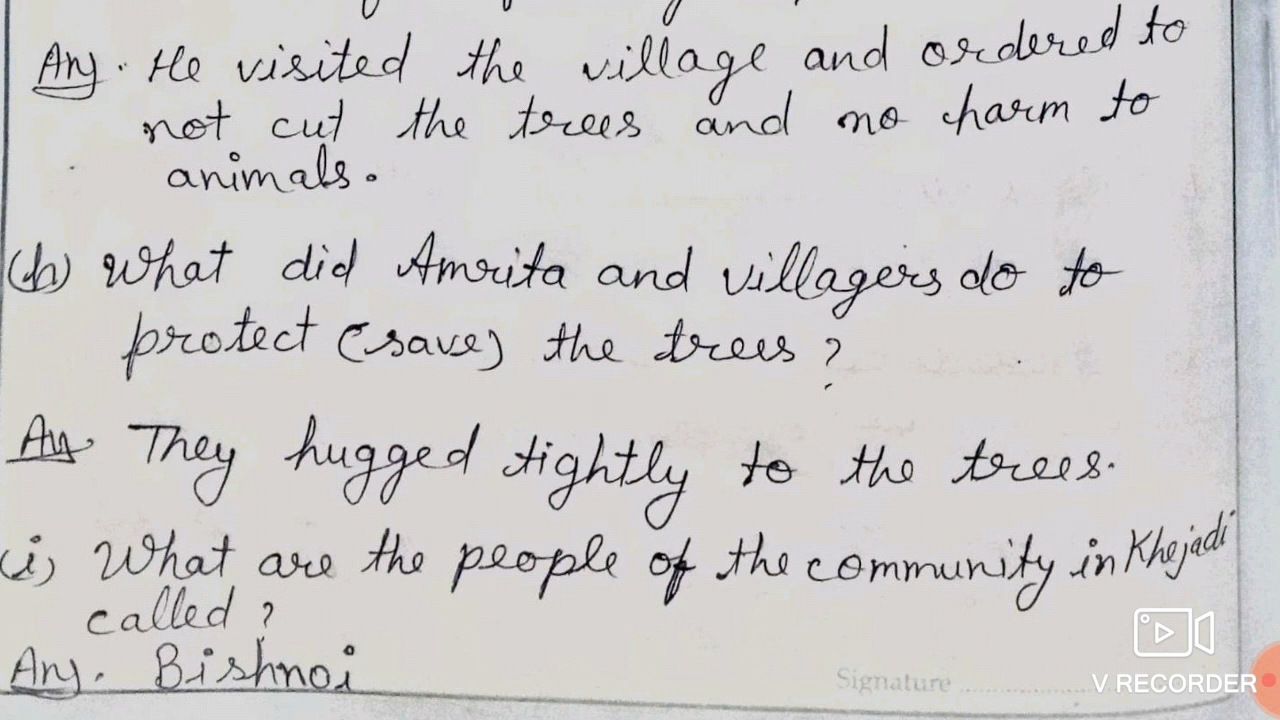 Ans. He visited the village and ordered to
not cut the trees and no charm to
animals.
(h) What did Amrita and villagers do to
protect (save) the trees ?
Ans They hugged tightly to the trees.
(i) What are the people of the community in Khejadi
called ?
Ans. Bishnoi
Signature
V RECORDER